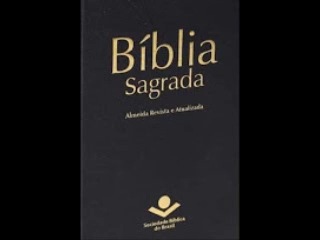 Bíblia
Sagrada
Almeida Revista e Atualizada
Sociedade Bíblica
do Brasil